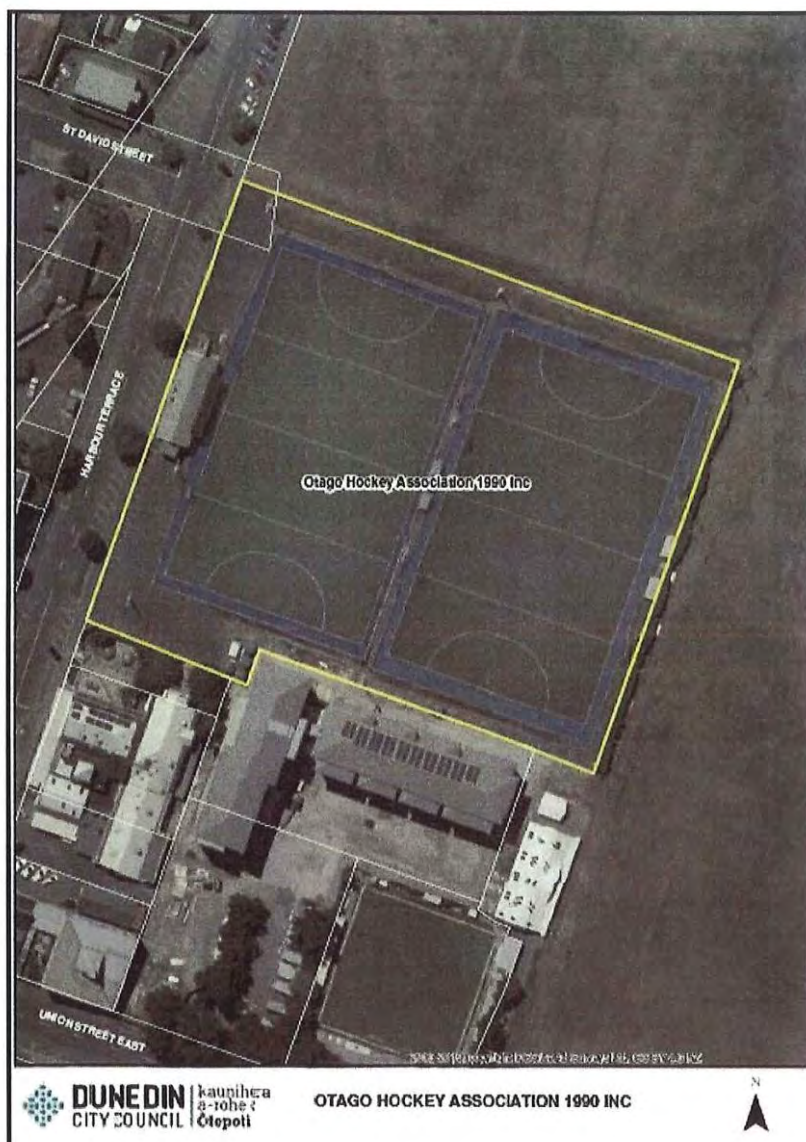 ST DAVID STREET
HARBOUR TERRACE
Otago Hockey Association 1990 Inc
UNION STREET EAST
DUNEDIN
CITY COUNCIL
kaunihera
a-rohe
Ōtepoti
OTAGO HOCKEY ASSOCIATION 1990 INC
N